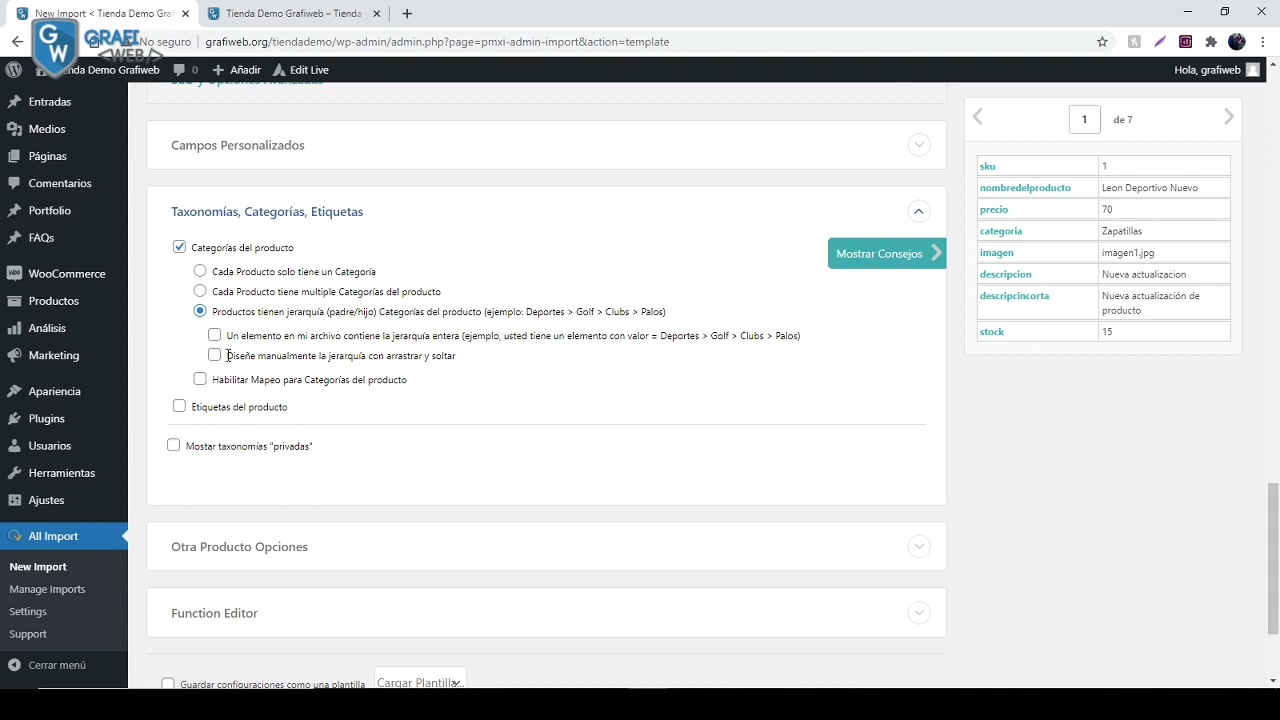 New Import < Tienda Demo Grafi
Tienda Demo Grafiweb – Tienda
GW GRAFI
<WEB/>
No seguro
grafiweb.org/tiendademo/wp-admin/admin.php?page=pmxi-admin-import&action=template
enda Demo Grafiweb
0
Añadir
Edit Live
Hola, grafiweb
Entradas
Medios
Páginas
Comentarios
Portfolio
FAQs
WooCommerce
Productos
Análisis
Marketing
Apariencia
Plugins
Usuarios
Herramientas
Ajustes
All Import
New Import
Manage Imports
Settings
Support
Cerrar menú
SEO y Opciones Avanzadas
Campos Personalizados
Taxonomías, Categorías, Etiquetas
Categorías del producto
Mostrar Consejos
Cada Producto solo tiene un Categoría
Cada Producto tiene multiple Categorías del producto
Productos tienen jerarquía (padre/hijo) Categorías del producto (ejemplo: Deportes > Golf > Clubs > Palos)
Un elemento en mi archivo contiene la jerarquía entera (ejemplo, usted tiene un elemento con valor = Deportes > Golf > Clubs > Palos)
Diseñe manualmente la jerarquía con arrastrar y soltar
Habilitar Mapeo para Categorías del producto
Etiquetas del producto
Mostar taxonomías "privadas"
Otra Producto Opciones
Function Editor
Guardar configuraciones como una plantilla
Cargar Plantilla...
1 de 7
sku 1
nombredelproducto Leon Deportivo Nuevo
precio 70
categoria Zapatillas
imagen imagen1.jpg
descripcion Nueva actualizacion
descripcincorta Nueva actualización de
producto
stock 15